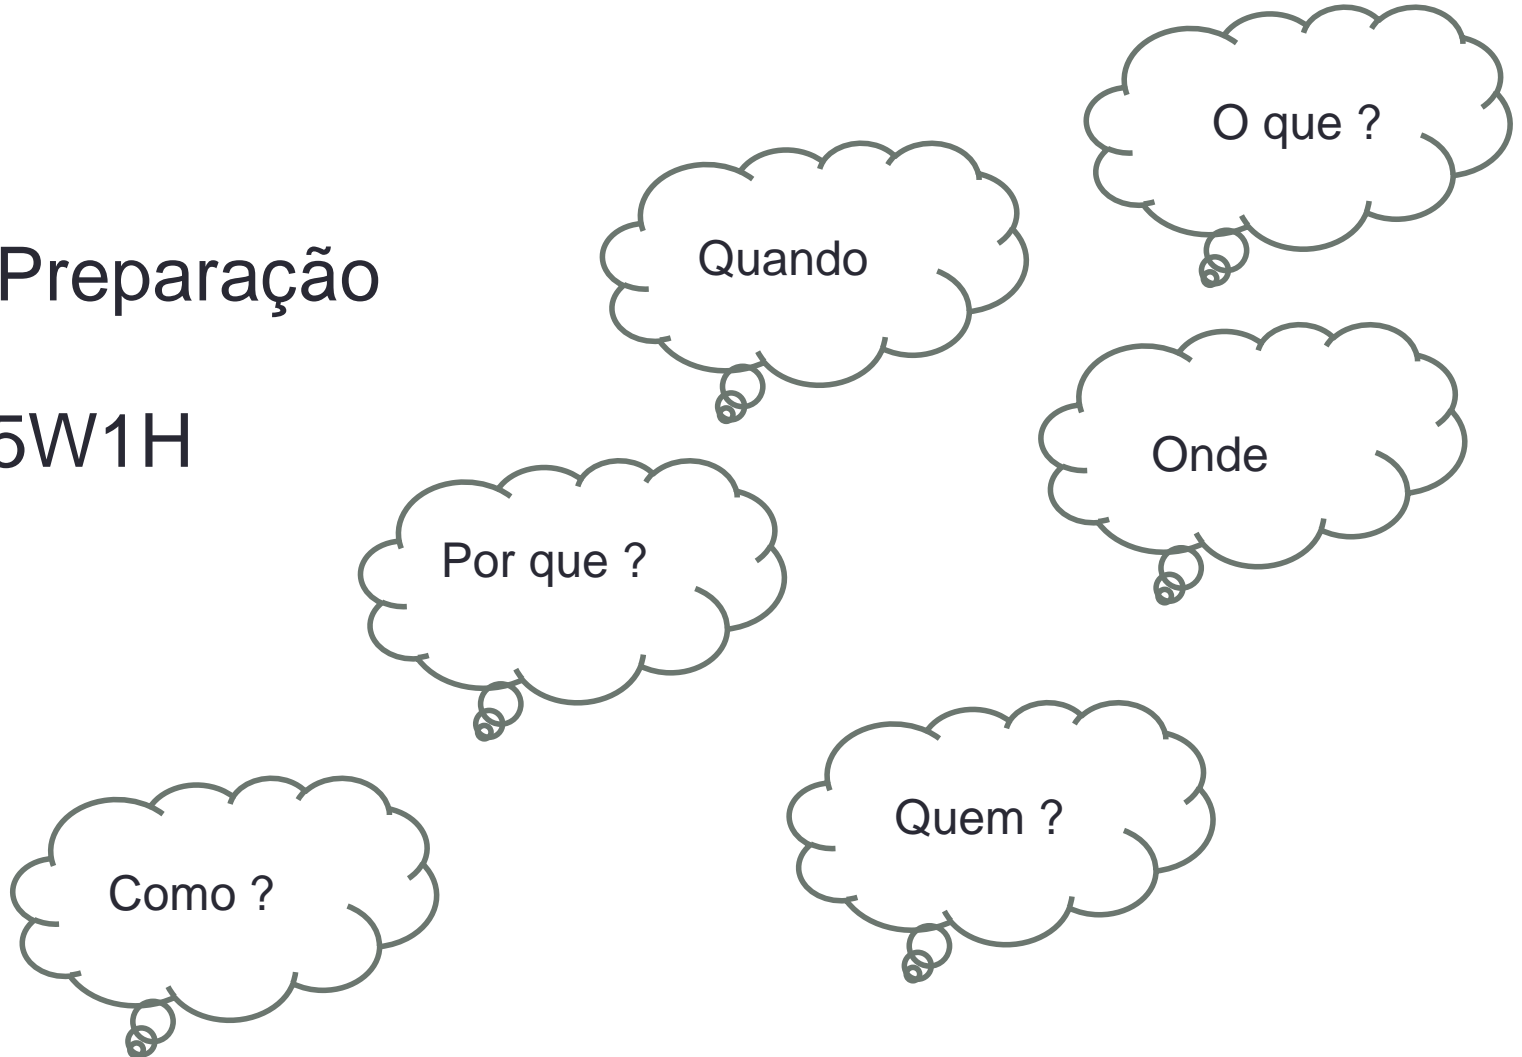 O que ?
Quando
Preparação
5W1H
Onde
Por que ?
Quem ?
Como ?